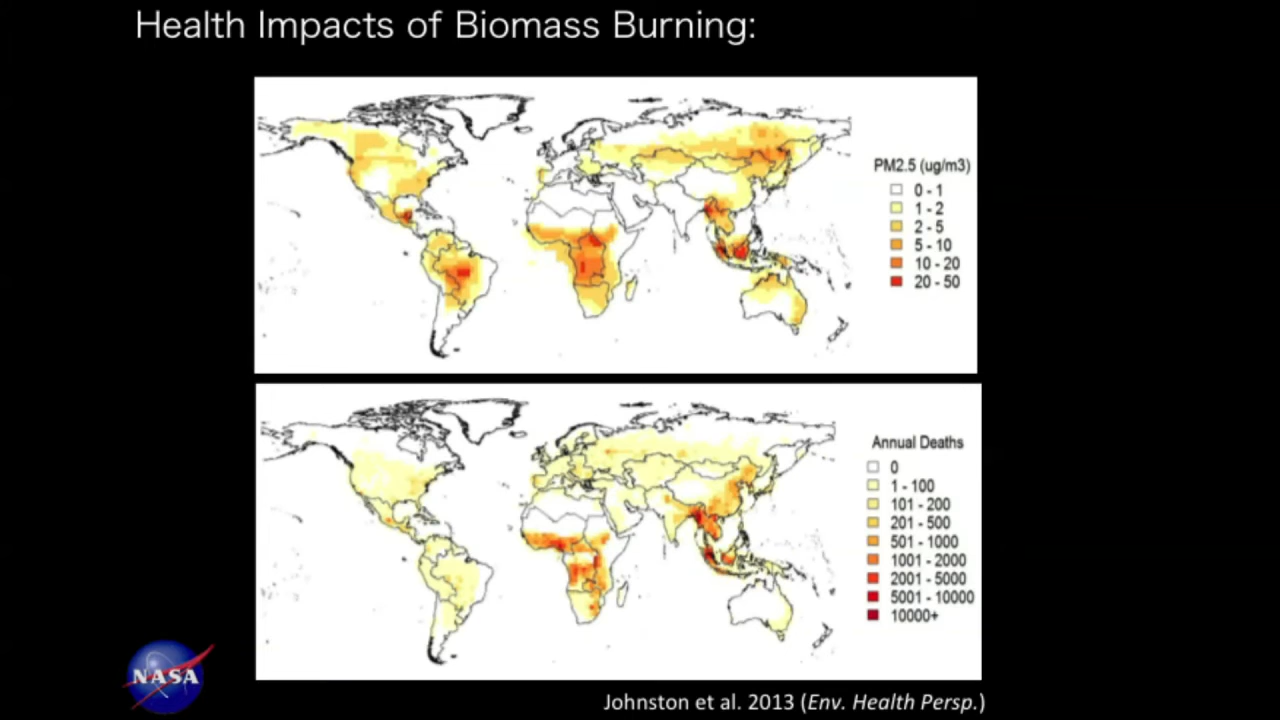 Health Impacts of Biomass Burning:
PM2.5 (ug/m3)
0 - 1
1 - 2
2 - 5
5 - 10
10 - 20
20 - 50
Annual Deaths
0
1 - 100
101 - 200
201 - 500
501 - 1000
1001 - 2000
2001 - 5000
5001 - 10000
10000+
NASA
Johnston et al. 2013 (Env. Health Persp.)